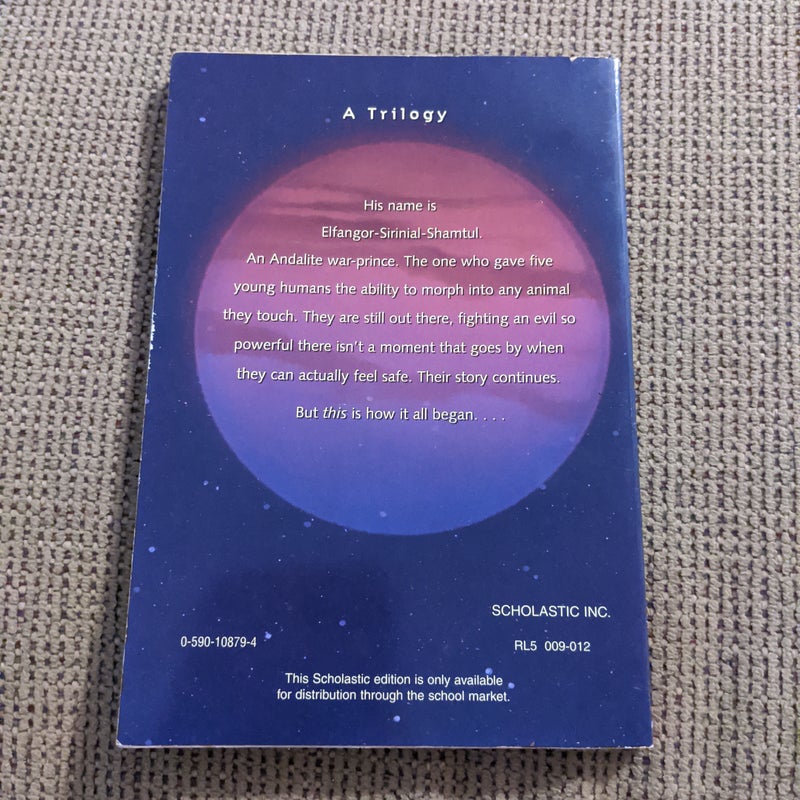 A Trilogy
His name is
Elfangor-Sirinial-Shamtul.
An Andalite war-prince. The one who gave five
young humans the ability to morph into any animal
they touch. They are still out there, fighting an evil so
powerful there isn't a moment that goes by when
they can actually feel safe. Their story continues.
But this is how it all began. . . .
SCHOLASTIC INC.
0-590-10879-4
RL5 009-012
This Scholastic edition is only available
for distribution through the school market.